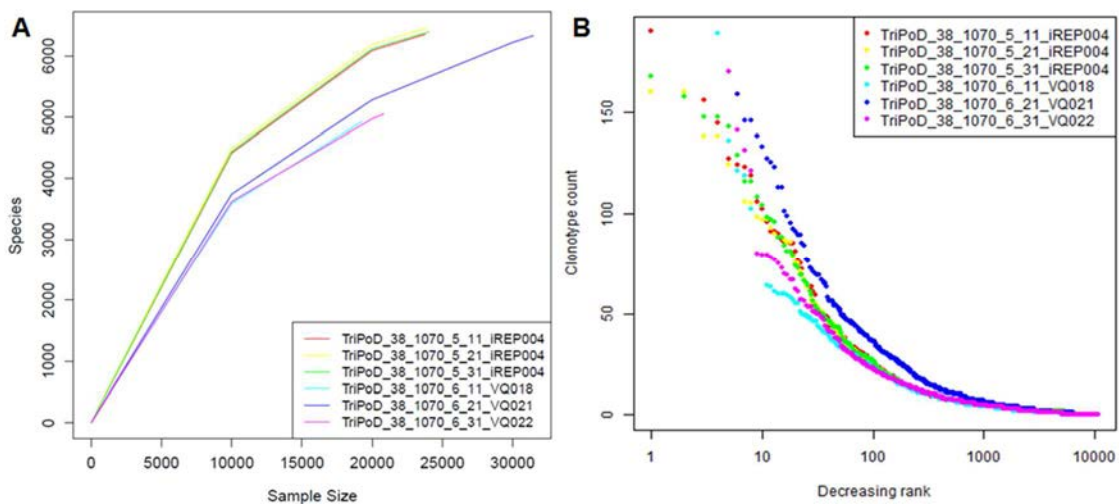 A
Species
0
1000
2000
3000
4000
5000
6000
TriPoD_38_1070_5_11_iREP004
TriPoD_38_1070_5_21_iREP004
TriPoD_38_1070_5_31_iREP004
TriPoD_38_1070_6_11_VQ018
TriPoD_38_1070_6_21_VQ021
TriPoD_38_1070_6_31_VQ022
0 5000 10000 15000 20000 25000 30000
Sample Size
B
Clonotype count
0
50
100
150
TriPoD_38_1070_5_11_iREP004
TriPoD_38_1070_5_21_iREP004
TriPoD_38_1070_5_31_iREP004
TriPoD_38_1070_6_11_VQ018
TriPoD_38_1070_6_21_VQ021
TriPoD_38_1070_6_31_VQ022
1 10 100 1000 10000
Decreasing rank